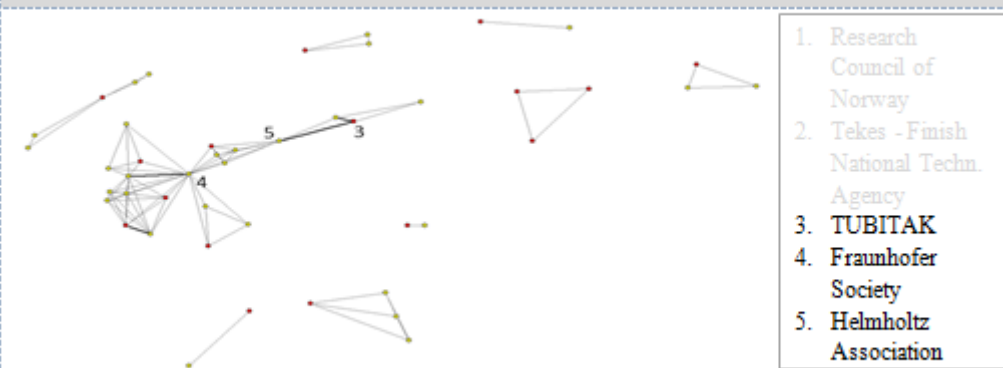 5
3
4
1. Research
Council of
Norway
2. Tekes - Finish
National Techn.
Agency
3. TUBITAK
4. Fraunhofer
Society
5. Helmholtz
Association